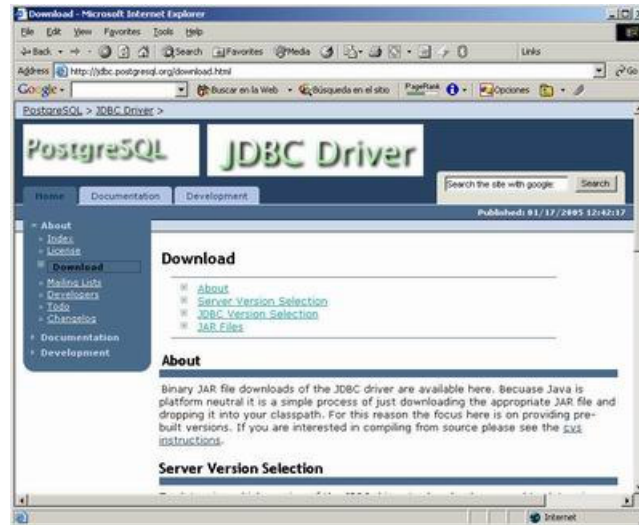 Download - Microsoft Internet Explorer
File Edit View Favorites Tools Help
Back Search Favorites Media Links
Address http://jdbc.postgresql.org/download.html Go
Google Buscar en la Web Búsqueda en el sitio PageRank Opciones
PostgreSQL > JDBC Driver >
PostgreSQL JDBC Driver
Search the site with google: Search
Home Documentation Development
Published: 01/17/2005 12:42:17
About
Index
License
Download
Mailing Lists
Developers
Todo
Changelog
Documentation
Development
Download
About
Server Version Selection
JDBC Version Selection
JAR Files
About
Binary JAR file downloads of the JDBC driver are available here. Becuase Java is
platform neutral it is a simple process of just downloading the appropriate JAR file and
dropping it into your classpath. For this reason the focus here is on providing pre-
built versions. If you are interested in compiling from source please see the cvs
instructions.
Server Version Selection
Internet